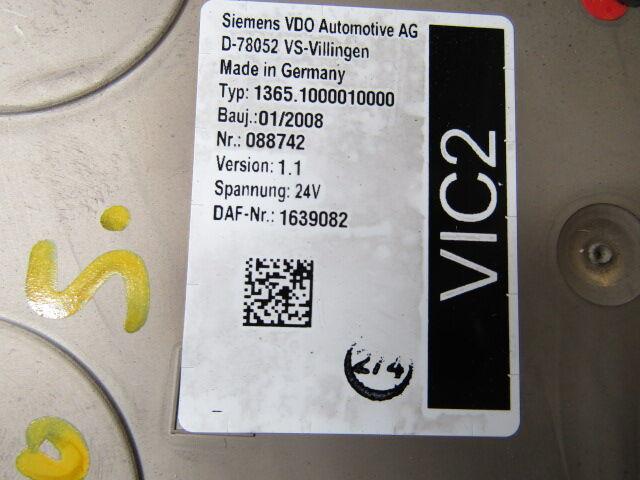 Siemens VDO Automotive AG
D-78052 VS-Villingen
Made in Germany
Typ: 1365.1000010000
Bauj.:01/2008
Nr.: 088742
Version: 1.1
Spannung: 24V
DAF-Nr.: 1639082
VIC2
274